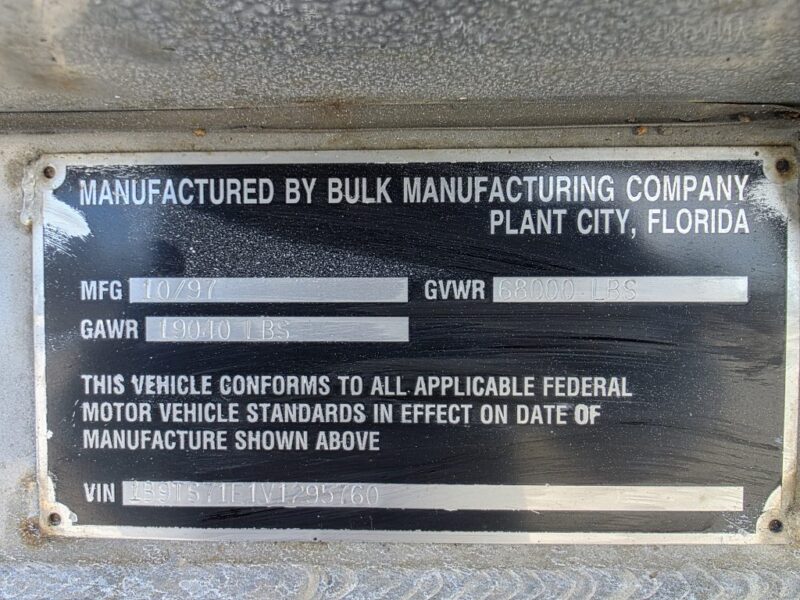 MANUFACTURED BY BULK MANUFACTURING COMPANY
PLANT CITY, FLORIDA
MFG 10/97 GVWR 68000 LBS
GAWR 19040 LBS
THIS VEHICLE CONFORMS TO ALL APPLICABLE FEDERAL
MOTOR VEHICLE STANDARDS IN EFFECT ON DATE OF
MANUFACTURE SHOWN ABOVE
VIN